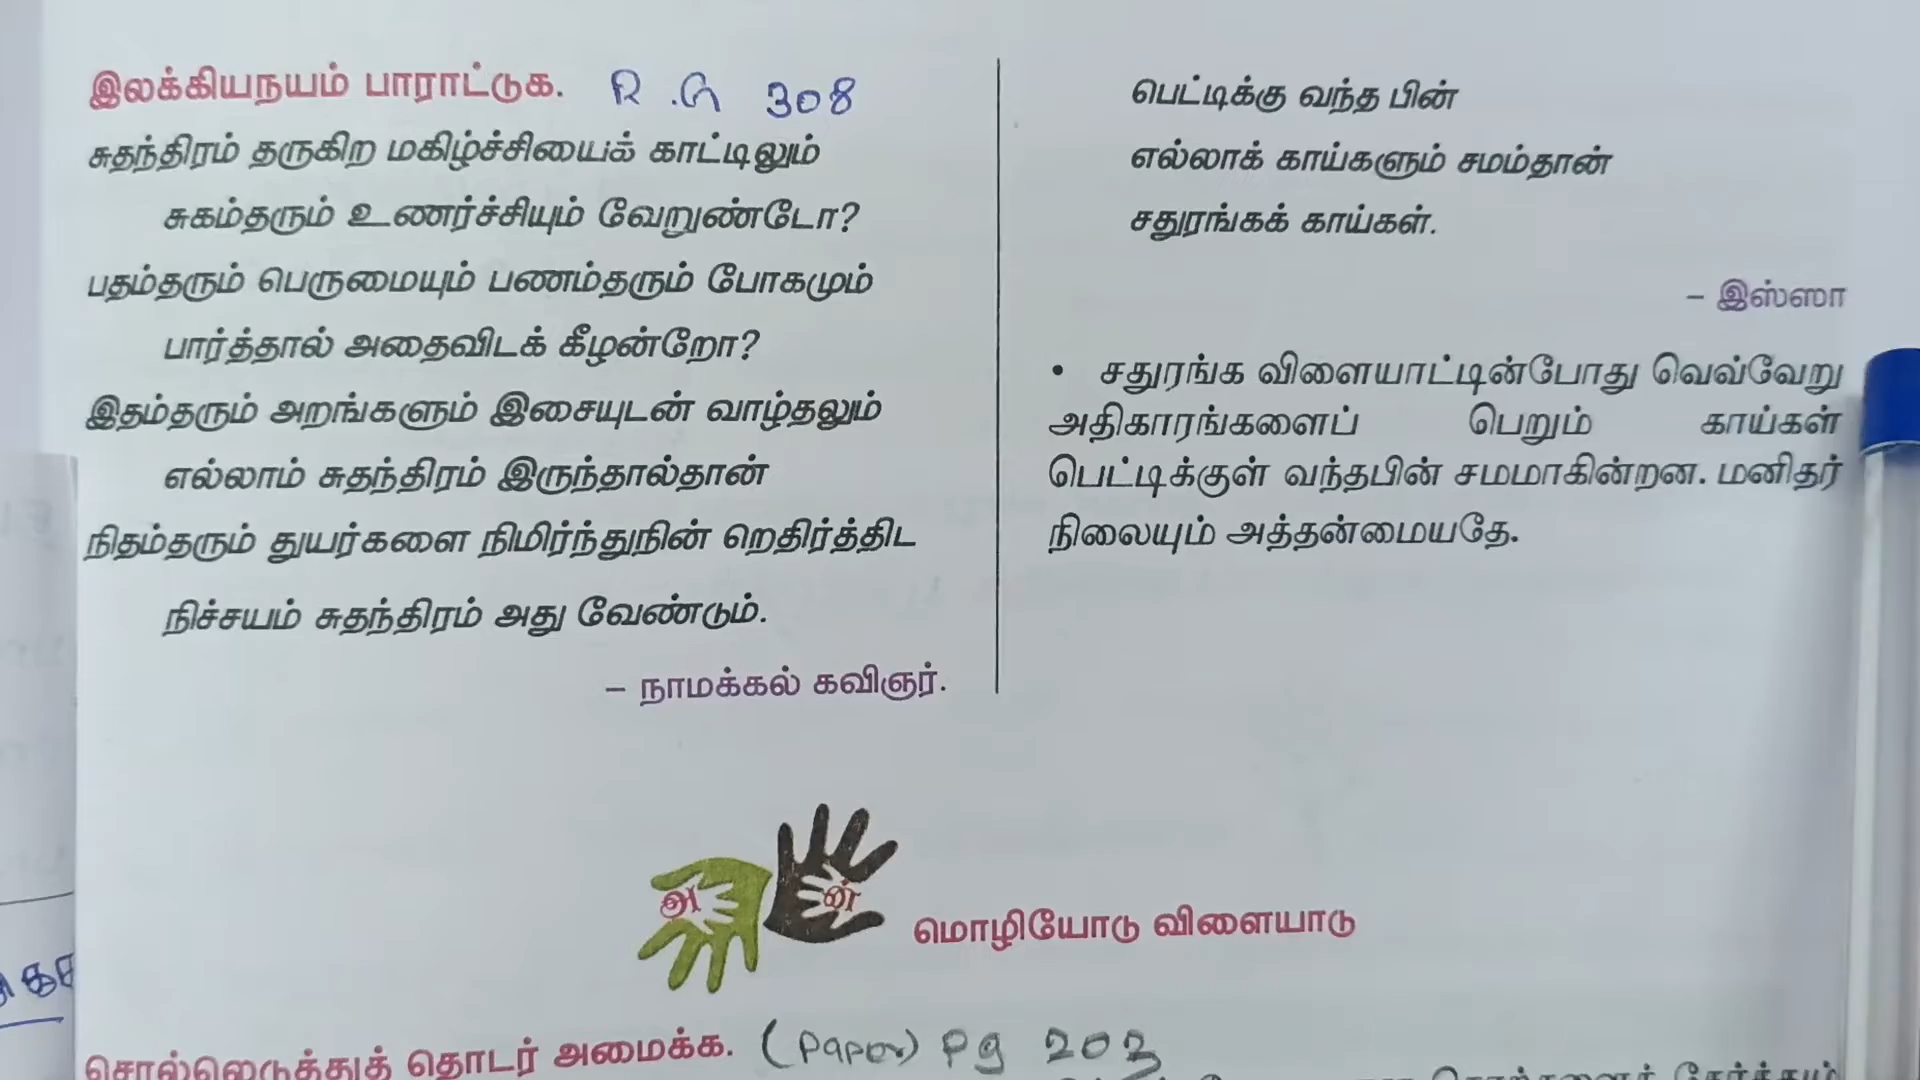 இலக்கியநயம் பாராட்டுக. R.G 308
சுதந்திரம் தருகிற மகிழ்ச்சியைக் காட்டிலும்
சுகம்தரும் உணர்ச்சியும் வேறுண்டோ?
பதம்தரும் பெருமையும் பணம்தரும் போகமும்
பார்த்தால் அதைவிடக் கீழன்றோ?
இதம்தரும் அறங்களும் இசையுடன் வாழ்தலும்
எல்லாம் சுதந்திரம் இருந்தால்தான்
நிதம்தரும் துயர்களை நிமிர்ந்துநின் றெதிர்த்திட
நிச்சயம் சுதந்திரம் அது வேண்டும்.
– நாமக்கல் கவிஞர்.
பெட்டிக்கு வந்த பின்
எல்லாக் காய்களும் சமம்தான்
சதுரங்கக் காய்கள்.
– இஸ்ஸா
• சதுரங்க விளையாட்டின்போது வெவ்வேறு
அதிகாரங்களைப் பெறும் காய்கள்
பெட்டிக்குள் வந்தபின் சமமாகின்றன. மனிதர்
நிலையும் அத்தன்மையதே.
அ ன்
மொழியோடு விளையாடு
சொல்லெடுத்துத் தொடர் அமைக்க. (Paper) Pg 203